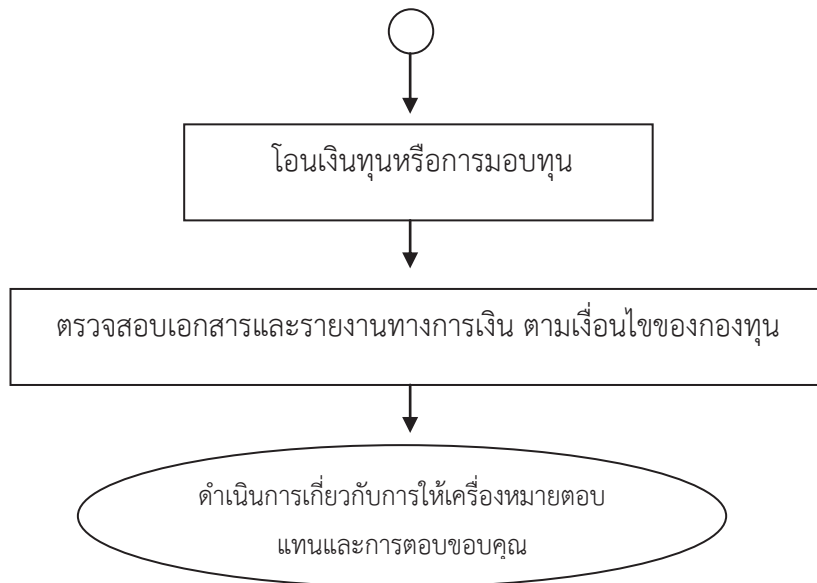 โอนเงินทุนหรือการมอบทุน
ตรวจสอบเอกสารและรายงานทางการเงิน ตามเงื่อนไขของกองทุน
ดำเนินการเกี่ยวกับการให้เครื่องหมายตอบ
แทนและการตอบขอบคุณ